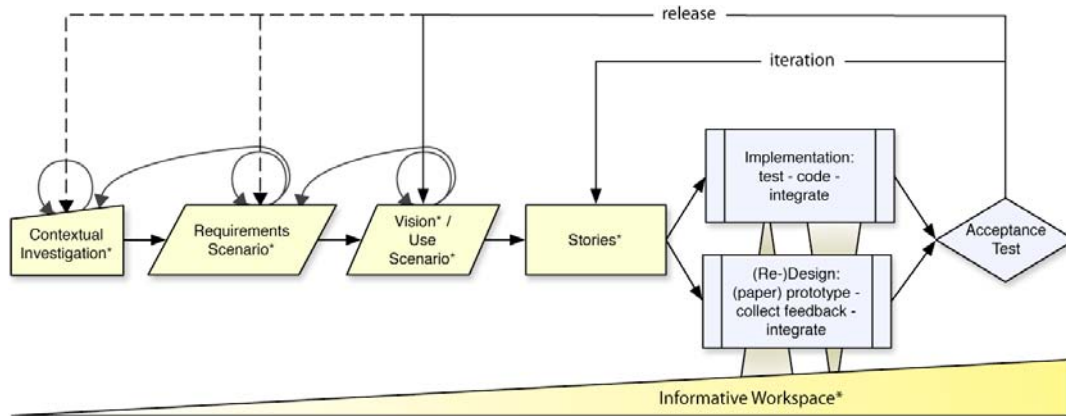 release
iteration
Contextual
Investigation*
Requirements
Scenario*
Vision* /
Use
Scenario*
Stories*
Implementation:
test - code -
integrate
(Re-)Design:
(paper) prototype -
collect feedback -
integrate
Acceptance
Test
Informative Workspace*